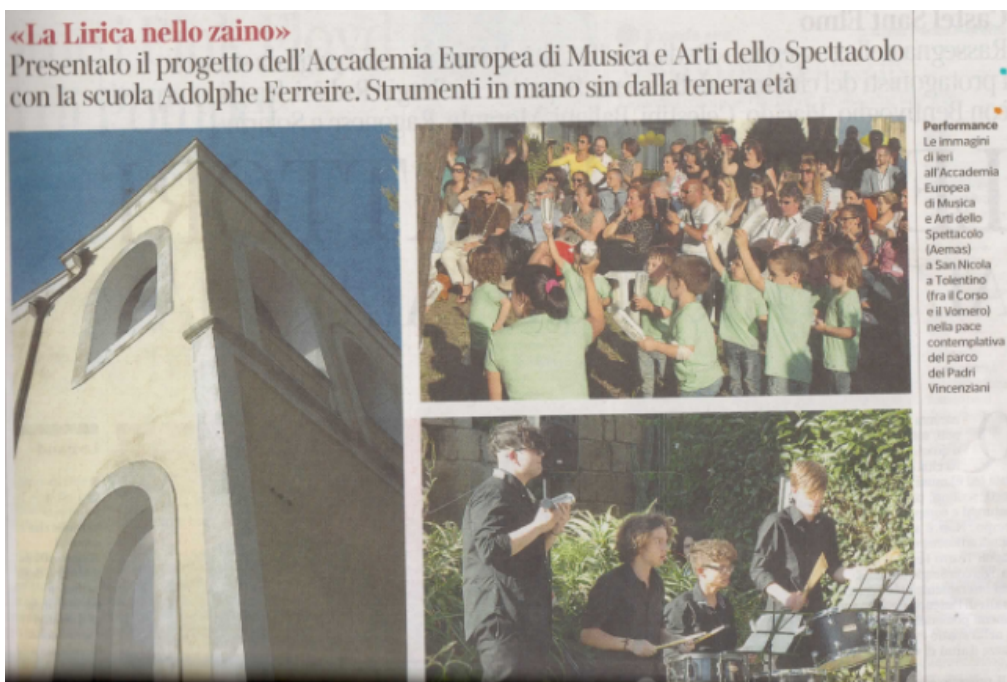 «La Lirica nello zaino»
Presentato il progetto dell'Accademia Europea di Musica e Arti dello Spettacolo
con la scuola Adolphe Ferreire. Strumenti in mano sin dalla tenera età
Performance
Le immagini
di ieri
all'Accademia
Europea
di Musica
e Arti dello
Spettacolo
(Aemas)
a San Nicola
a Tolentino
(fra il Corso
e il Vomero)
nella pace
contemplativa
del parco
dei Padri
Vincenziani